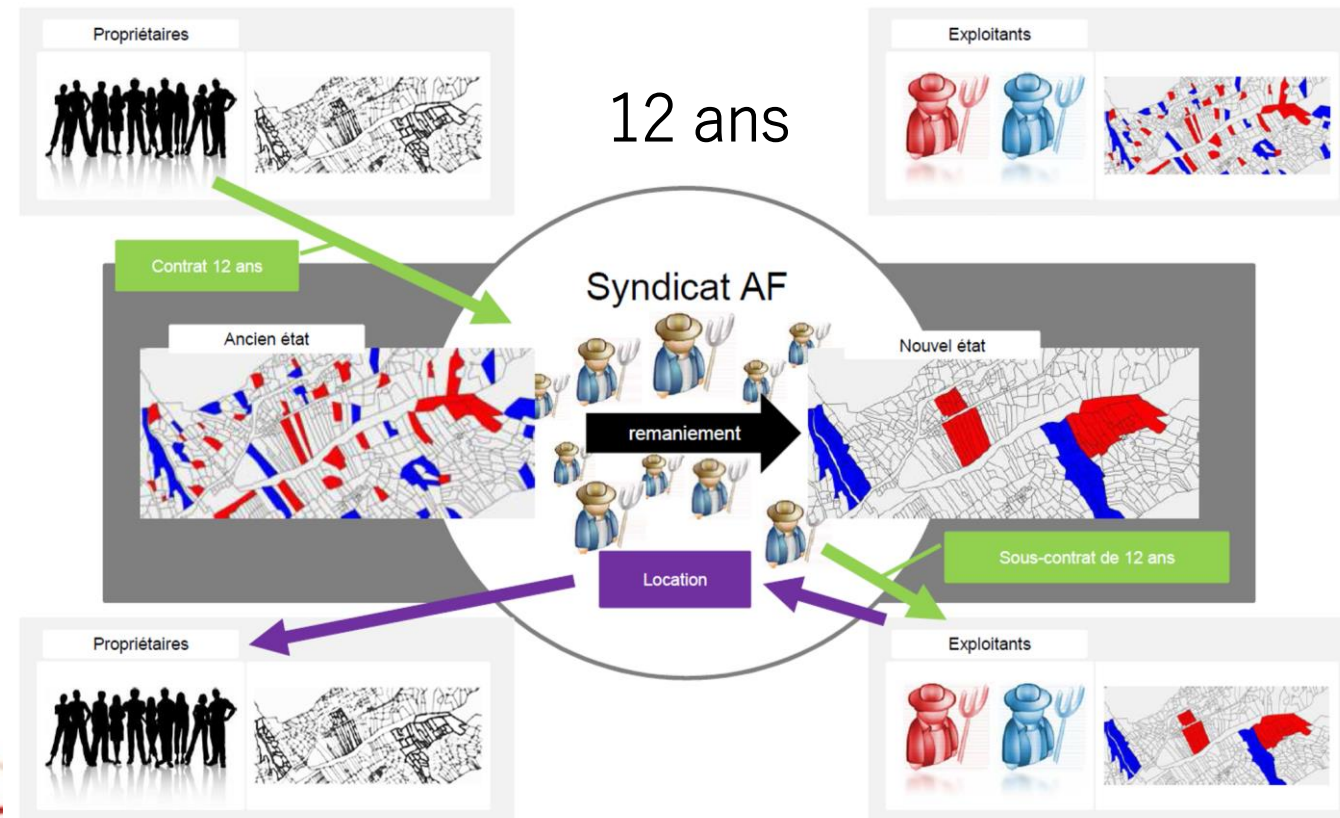 Propriétaires
Exploitants
12 ans
Contrat 12 ans
Syndicat AF
Ancien état
Nouvel état
remaniement
Sous-contrat de 12 ans
Location
Propriétaires
Exploitants